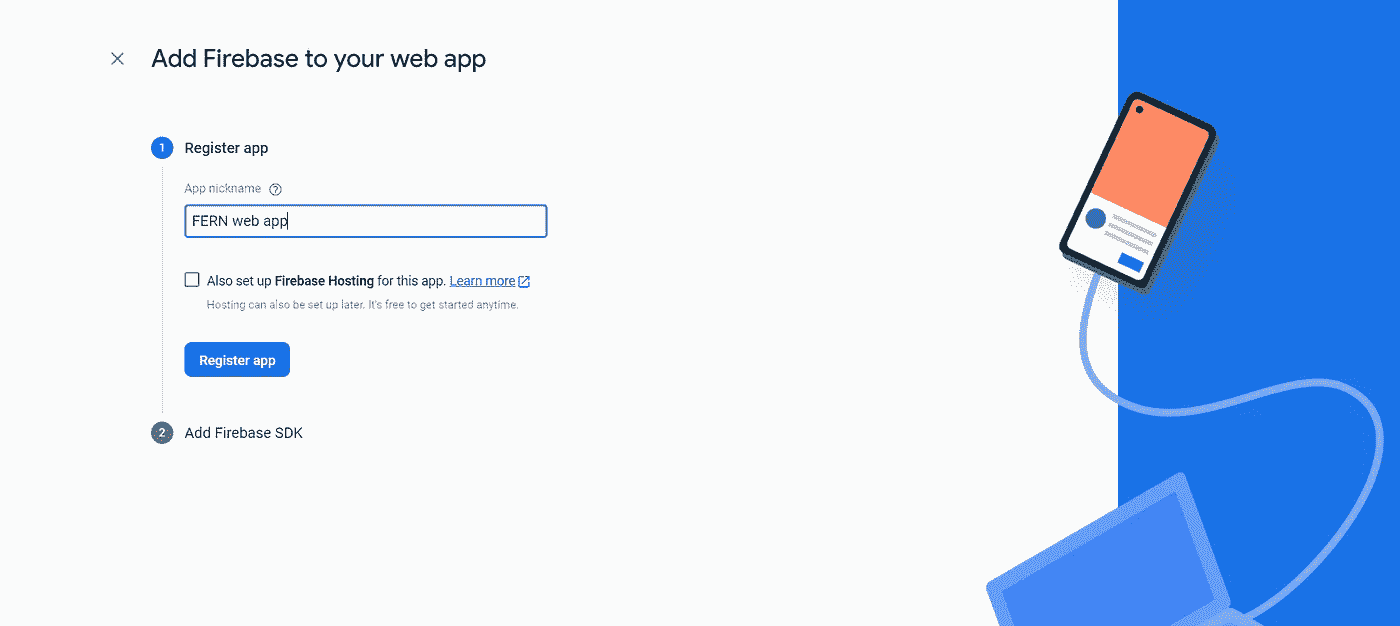 Add Firebase to your web app
1 Register app
App nickname ?
FERN web app
Also set up Firebase Hosting for this app. Learn more
Hosting can also be set up later. It's free to get started anytime.
Register app
2 Add Firebase SDK